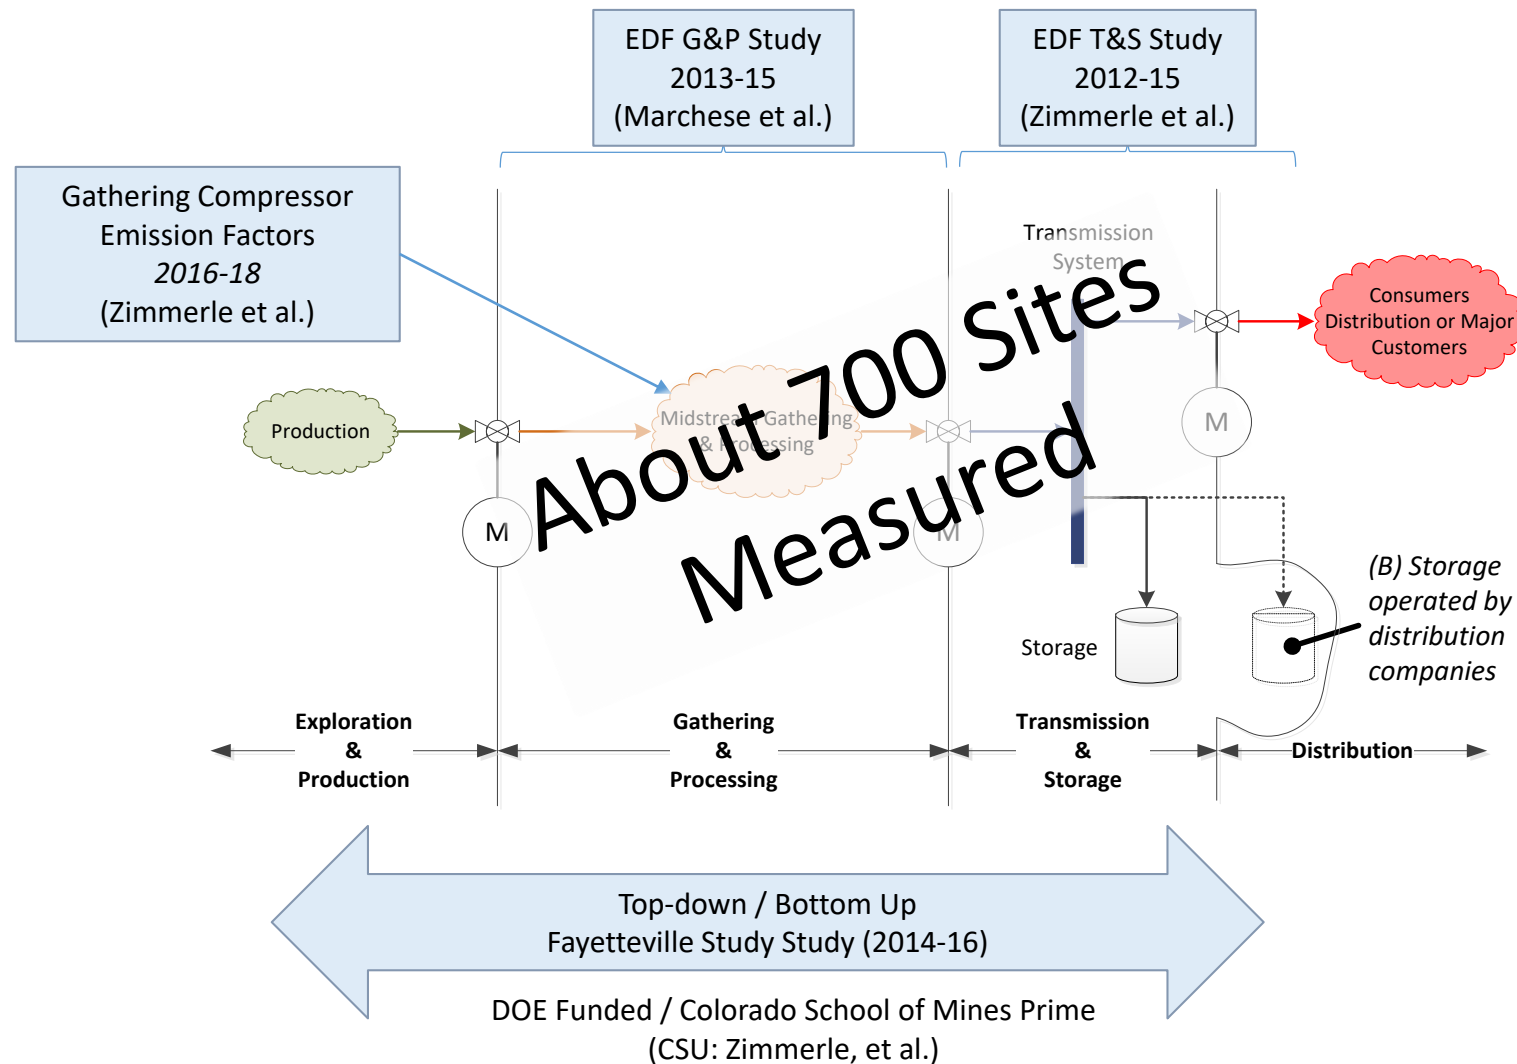 EDF G&P Study
2013-15
(Marchese et al.)
EDF T&S Study
2012-15
(Zimmerle et al.)
Gathering Compressor
Emission Factors
2016-18
(Zimmerle et al.)
Transmission
System
Consumers
Distribution or Major
Customers
Production
Midstream Gathering
& Processing
M
M
M
About 700 Sites
Measured
Storage
(B) Storage
operated by
distribution
companies
Exploration
&
Production
Gathering
&
Processing
Transmission
&
Storage
Distribution
Top-down / Bottom Up
Fayetteville Study Study (2014-16)
DOE Funded / Colorado School of Mines Prime
(CSU: Zimmerle, et al.)